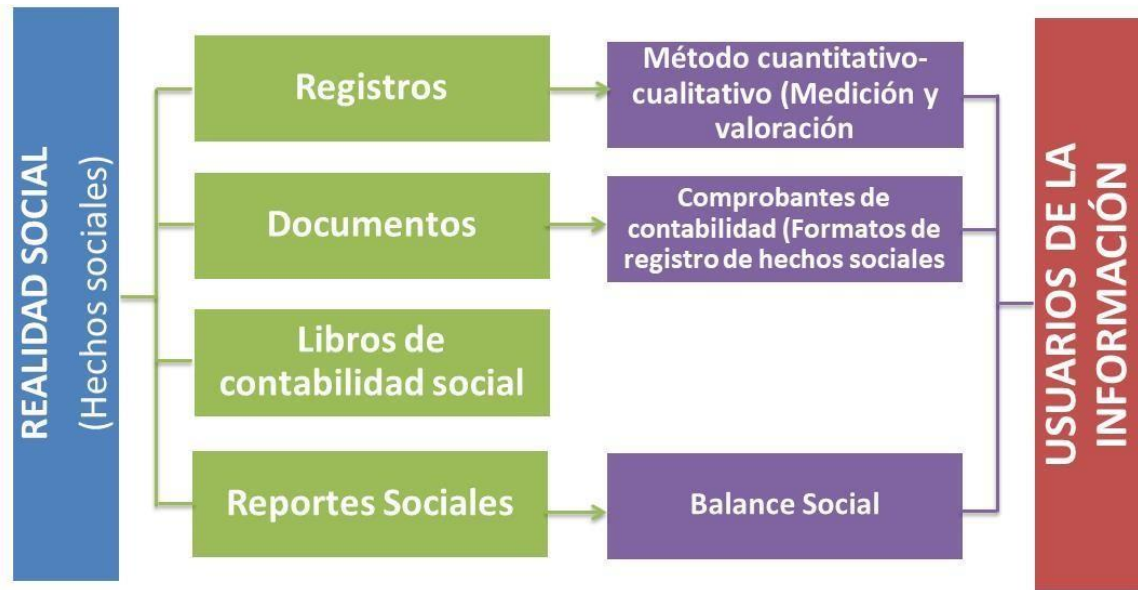 REALIDAD SOCIAL
(Hechos sociales)
Registros
Método cuantitativo-
cualitativo (Medición y
valoración
Documentos
Comprobantes de
contabilidad (Formatos de
registro de hechos sociales
Libros de
contabilidad social
Reportes Sociales
Balance Social
USUARIOS DE LA
INFORMACIÓN